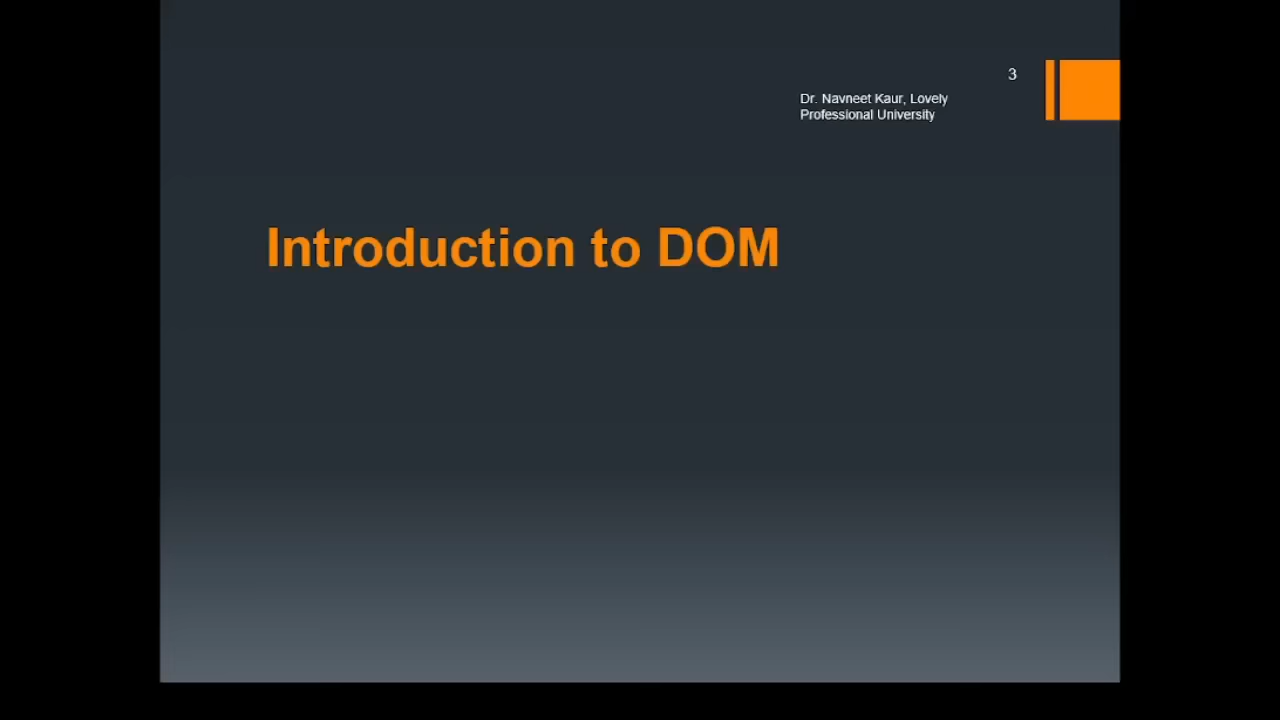 3
Dr. Navneet Kaur, Lovely
Professional University
Introduction to DOM